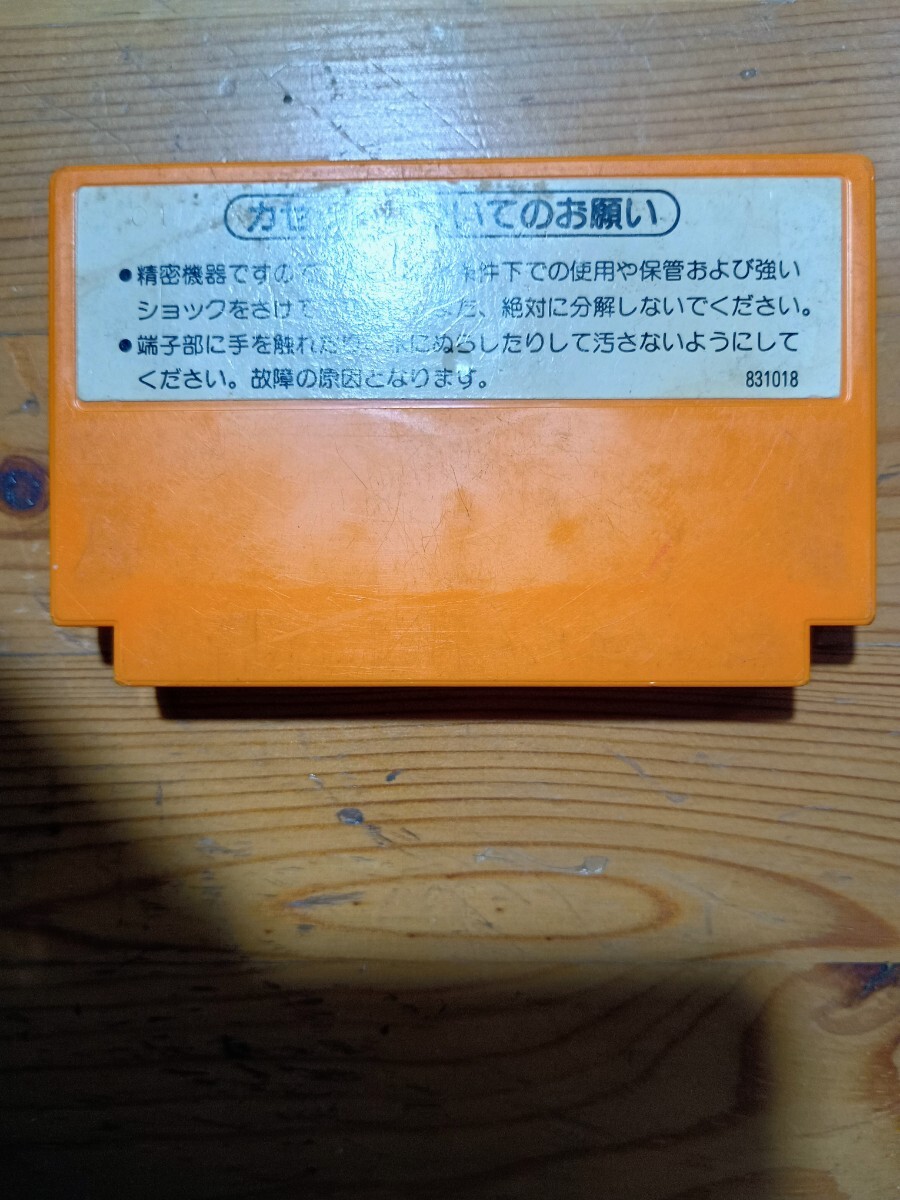 カセ いてのお願い
●精密機器ですの 条件下での使用や保管および強い
ショックをさけて 、絶対に分解しないでください。
●端子部に手を触れたり にぬらしたりして汚さないようにして
ください。故障の原因となります。
831018